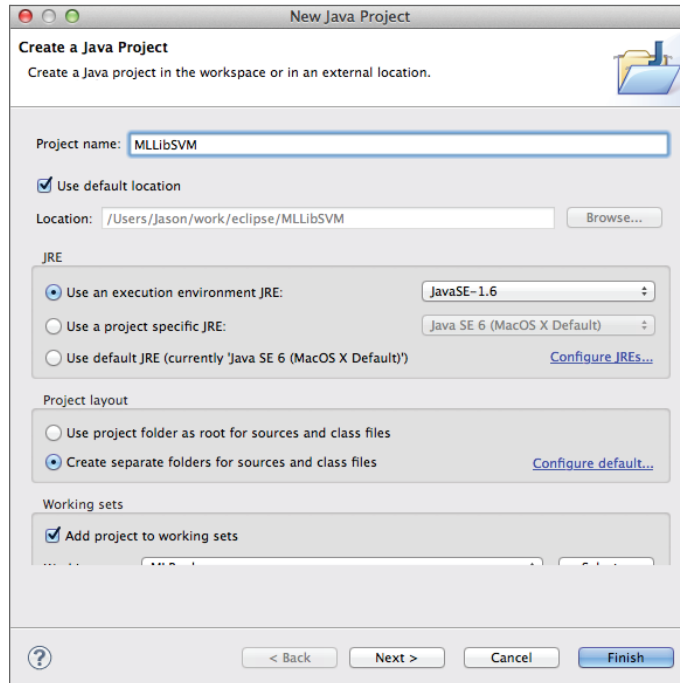 New Java Project
Create a Java Project
Create a Java project in the workspace or in an external location.
Project name: MLLibSVM
Use default location
Location: /Users/Jason/work/eclipse/MLLibSVM Browse...
JRE
Use an execution environment JRE: JavaSE-1.6
Use a project specific JRE: Java SE 6 (MacOS X Default)
Use default JRE (currently 'Java SE 6 (MacOS X Default)') Configure JREs...
Project layout
Use project folder as root for sources and class files
Create separate folders for sources and class files Configure default...
Working sets
Add project to working sets
? < Back Next > Cancel Finish